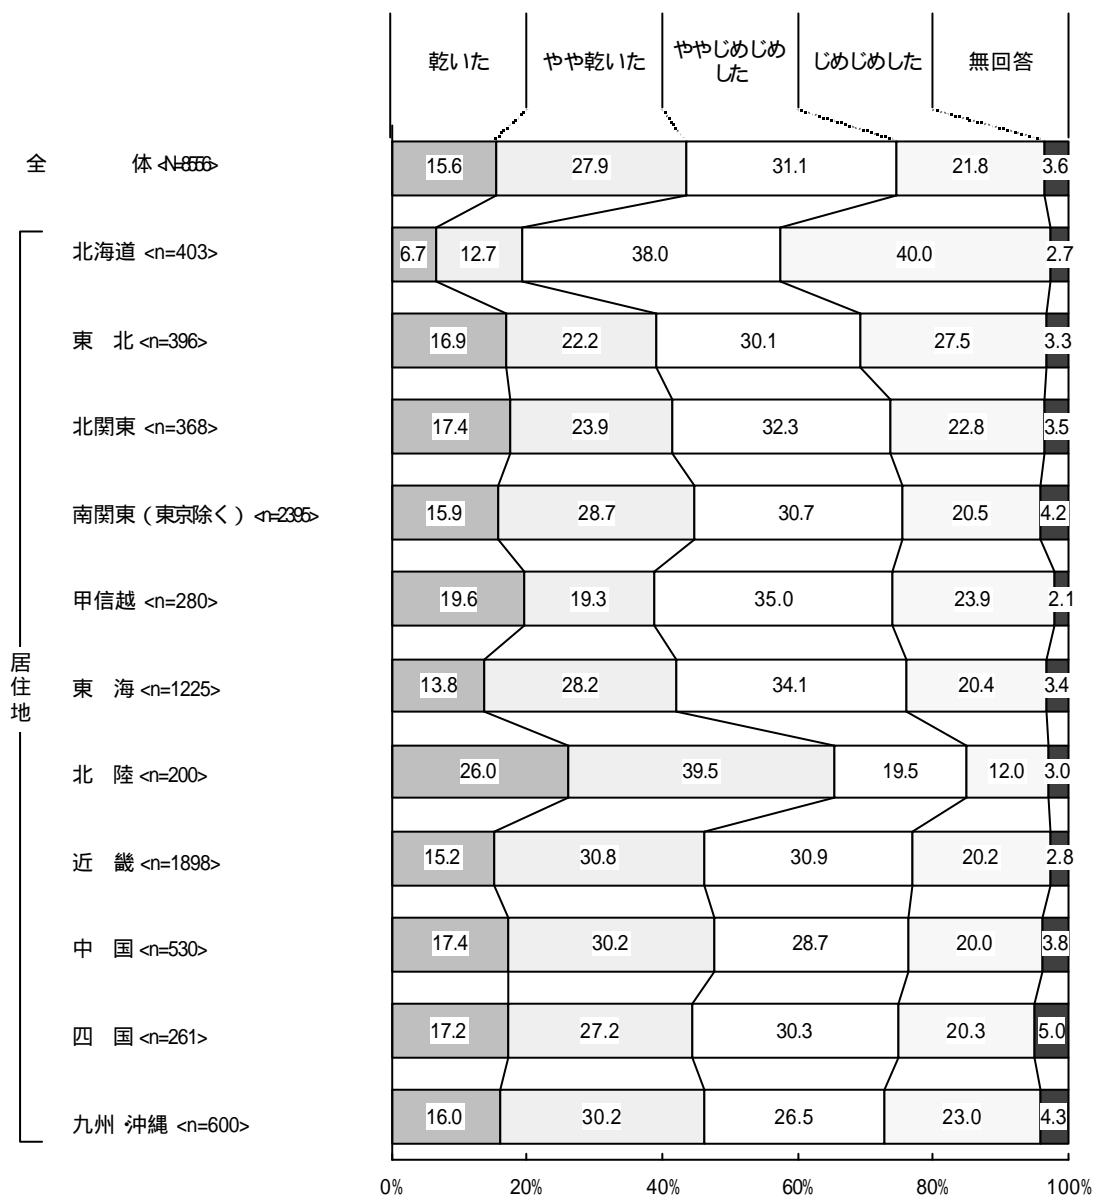 乾いた やや乾いた ややじめじめ
した じめじめした 無回答
全 体 <N=8556> 15.6 27.9 31.1 21.8 3.6
北海道 <n=403> 6.7 12.7 38.0 40.0 2.7
東 北 <n=396> 16.9 22.2 30.1 27.5 3.3
北関東 <n=368> 17.4 23.9 32.3 22.8 3.5
南関東(東京除く) <n=2395> 15.9 28.7 30.7 20.5 4.2
甲信越 <n=280> 19.6 19.3 35.0 23.9 2.1
居住地
東 海 <n=1225> 13.8 28.2 34.1 20.4 3.4
北 陸 <n=200> 26.0 39.5 19.5 12.0 3.0
近 畿 <n=1898> 15.2 30.8 30.9 20.2 2.8
中 国 <n=530> 17.4 30.2 28.7 20.0 3.8
四 国 <n=261> 17.2 27.2 30.3 20.3 5.0
九州・沖縄 <n=600> 16.0 30.2 26.5 23.0 4.3
0% 20% 40% 60% 80% 100%